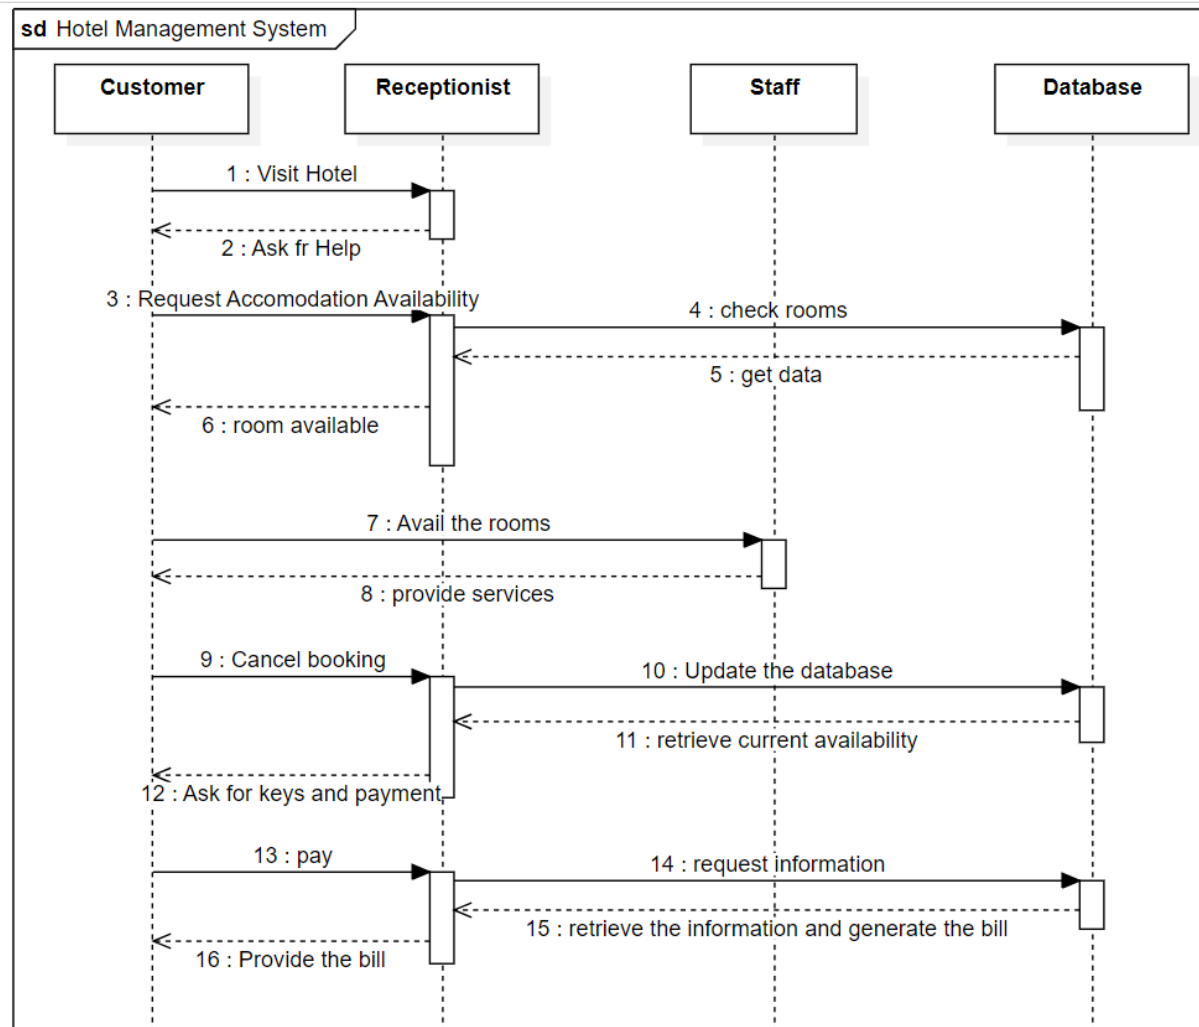 sd Hotel Management System
Customer
Receptionist
Staff
Database
1 : Visit Hotel
2 : Ask fr Help
3 : Request Accomodation Availability
4 : check rooms
5 : get data
6 : room available
7 : Avail the rooms
8 : provide services
9 : Cancel booking
10 : Update the database
11 : retrieve current availability
12 : Ask for keys and payment
13 : pay
14 : request information
15 : retrieve the information and generate the bill
16 : Provide the bill